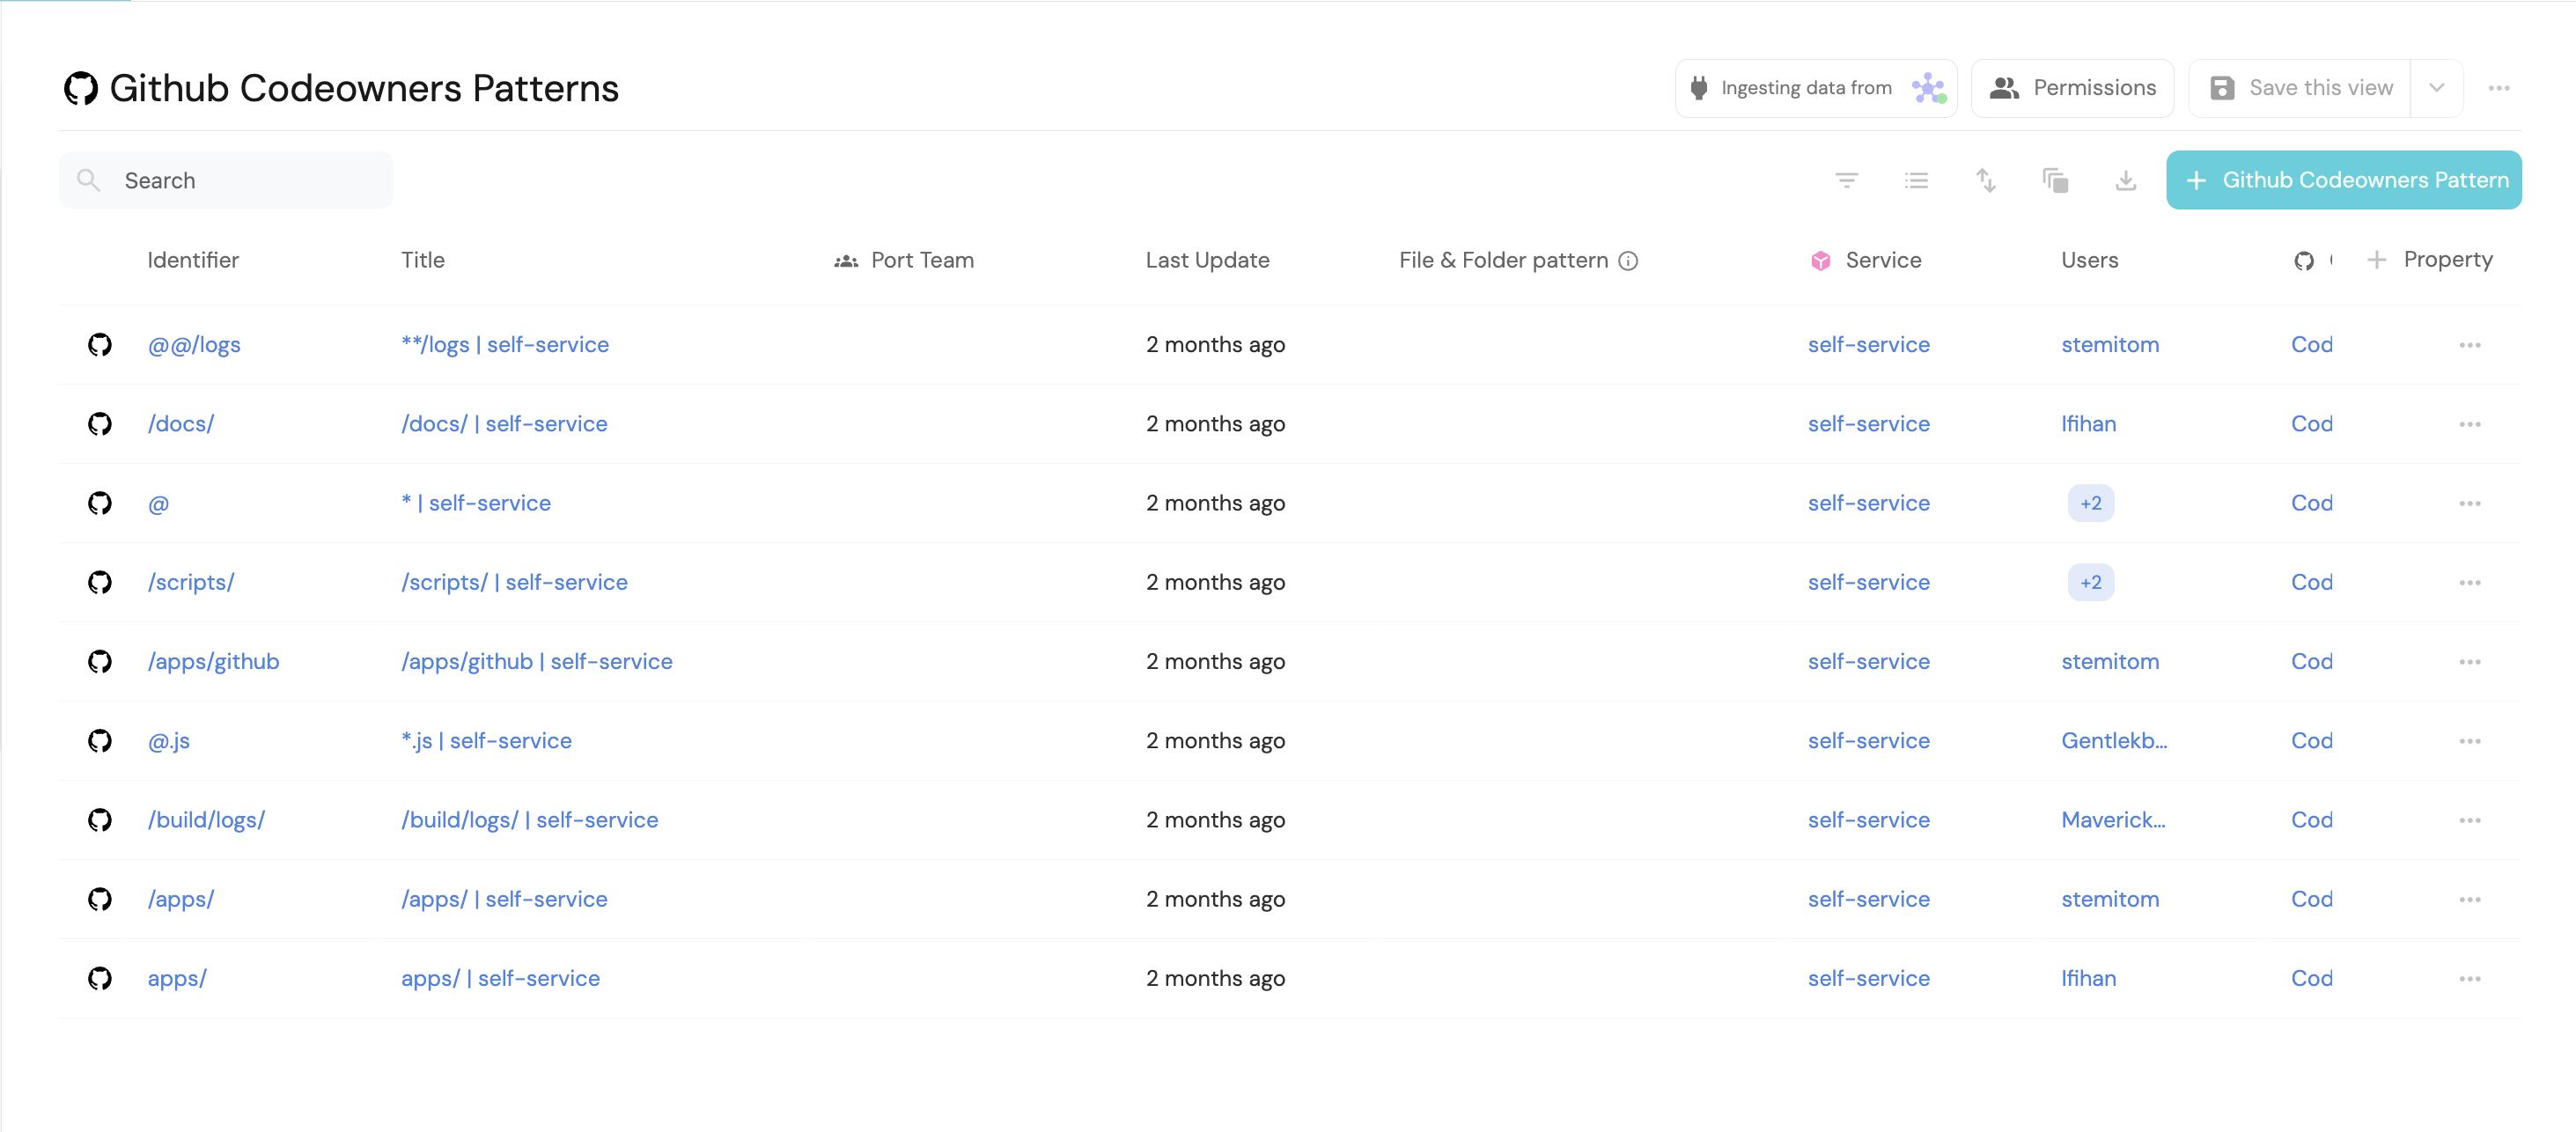 Github Codeowners Patterns
Ingesting data from
Permissions
Save this view
Search
+ Github Codeowners Pattern
Identifier Title Port Team Last Update File & Folder pattern Service Users + Property
@@/logs **/logs | self-service 2 months ago self-service stemitom Cod
/docs/ /docs/ | self-service 2 months ago self-service lfihan Cod
@ * | self-service 2 months ago self-service +2 Cod
/scripts/ /scripts/ | self-service 2 months ago self-service +2 Cod
/apps/github /apps/github | self-service 2 months ago self-service stemitom Cod
@.js *.js | self-service 2 months ago self-service Gentlekb... Cod
/build/logs/ /build/logs/ | self-service 2 months ago self-service Maverick... Cod
/apps/ /apps/ | self-service 2 months ago self-service stemitom Cod
apps/ apps/ | self-service 2 months ago self-service lfihan Cod